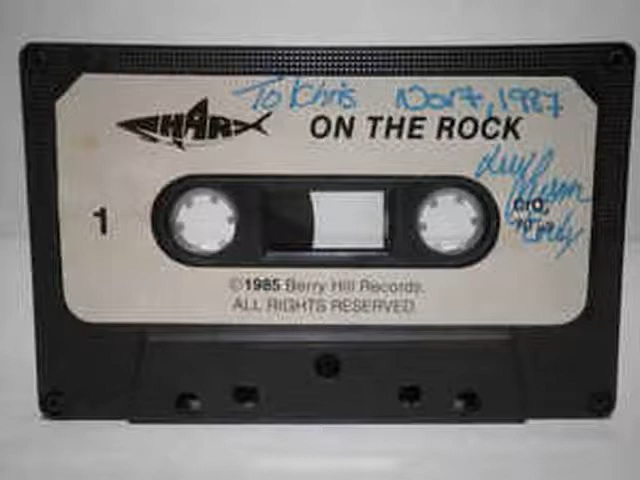 To Chris Nov 7, 1987
SHARX ON THE ROCK
1
©1985 Berry Hill Records.
ALL RIGHTS RESERVED.